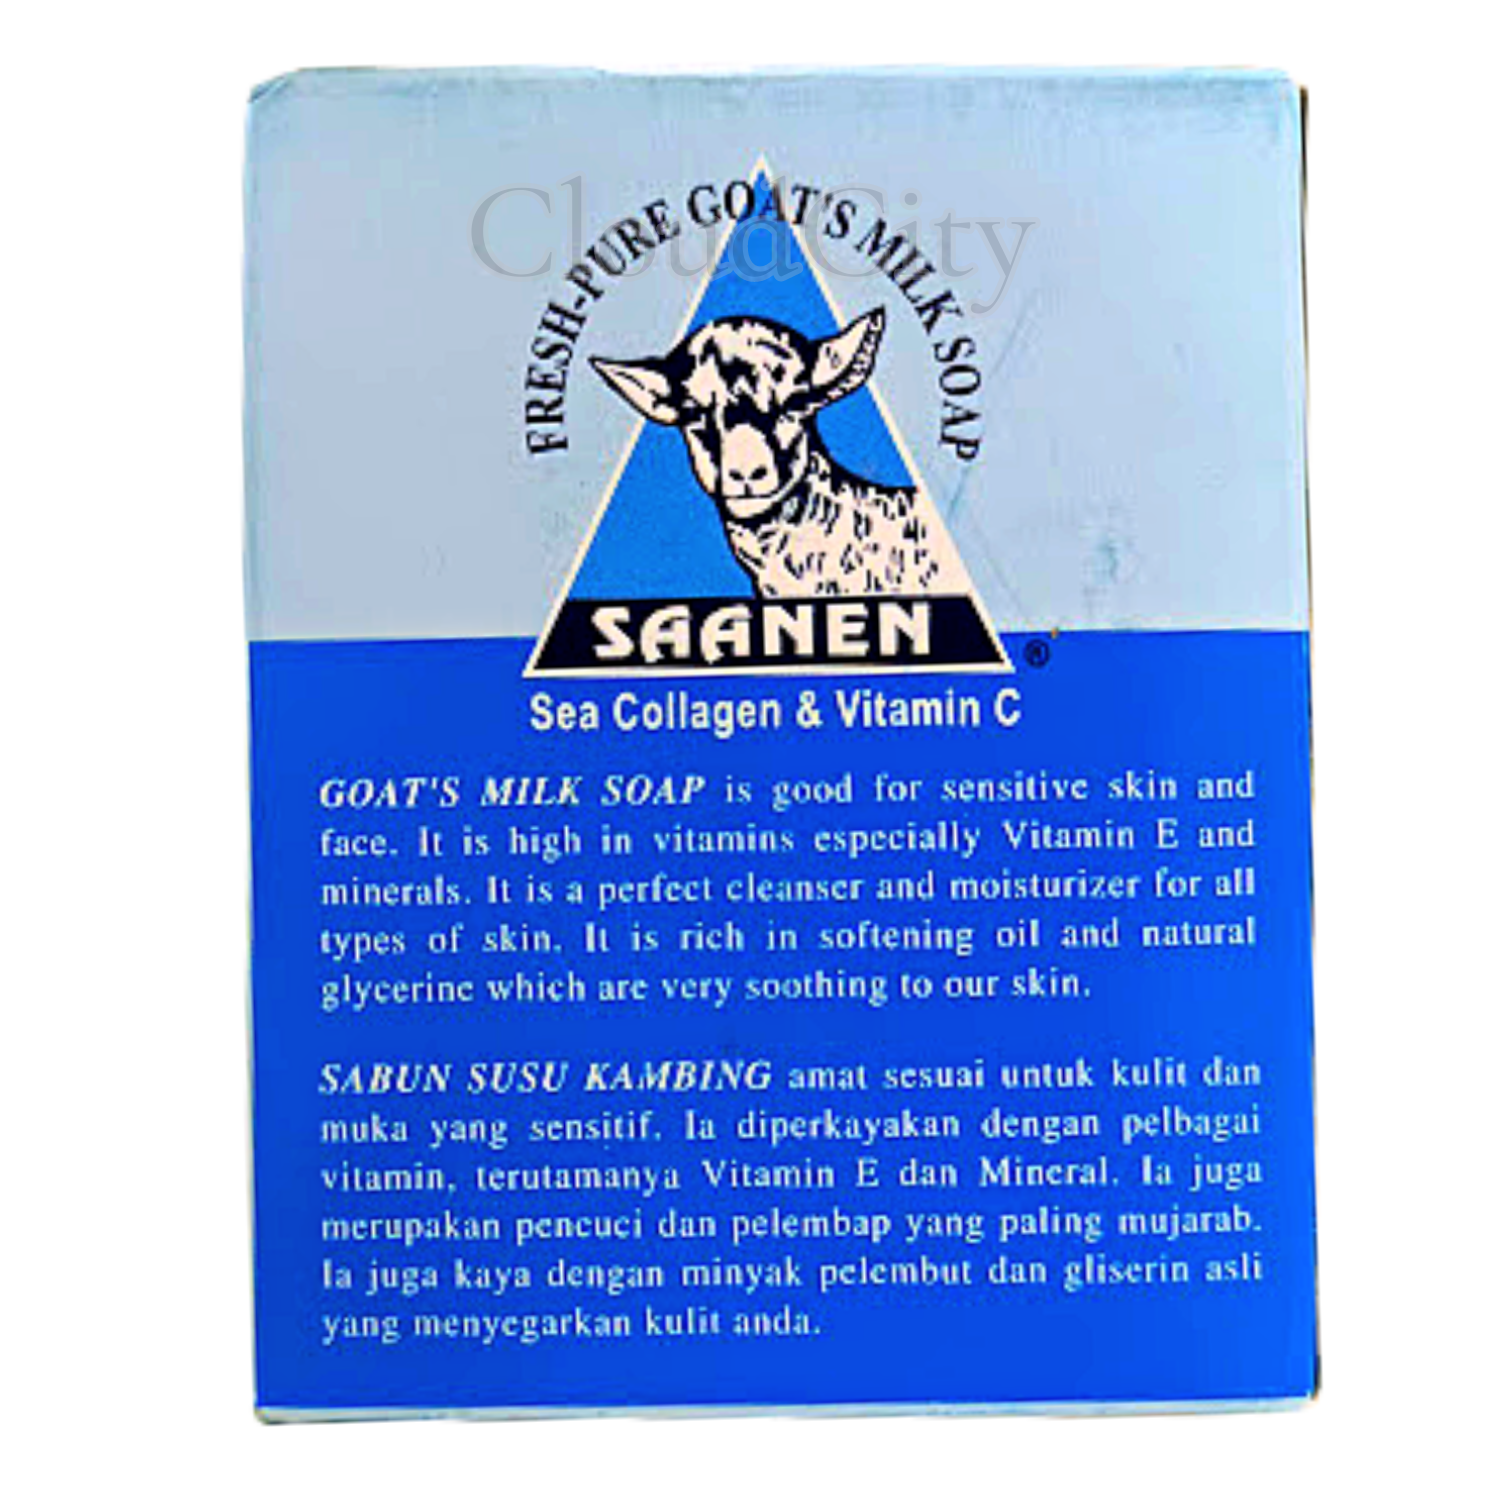 CloudCity
FRESH-PURE GOAT'S MILK SOAP
SAANEN
®
Sea Collagen & Vitamin C
GOAT'S MILK SOAP is good for sensitive skin and
face. It is high in vitamins especially Vitamin E and
minerals. It is a perfect cleanser and moisturizer for all
types of skin. It is rich in softening oil and natural
glycerine which are very soothing to our skin.
SABUN SUSU KAMBING amat sesuai untuk kulit dan
muka yang sensitif. Ia diperkayakan dengan pelbagai
vitamin, terutamanya Vitamin E dan Mineral. Ia juga
merupakan pencuci dan pelembap yang paling mujarab.
Ia juga kaya dengan minyak pelembut dan gliserin asli
yang menyegarkan kulit anda.